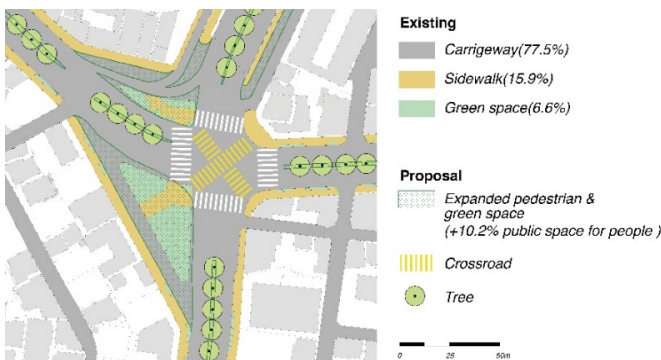 Existing
Carrigeway(77.5%)
Sidewalk(15.9%)
Green space(6.6%)
Proposal
Expanded pedestrian &
green space
(+10.2% public space for people )
Crossroad
Tree
0 25 50m